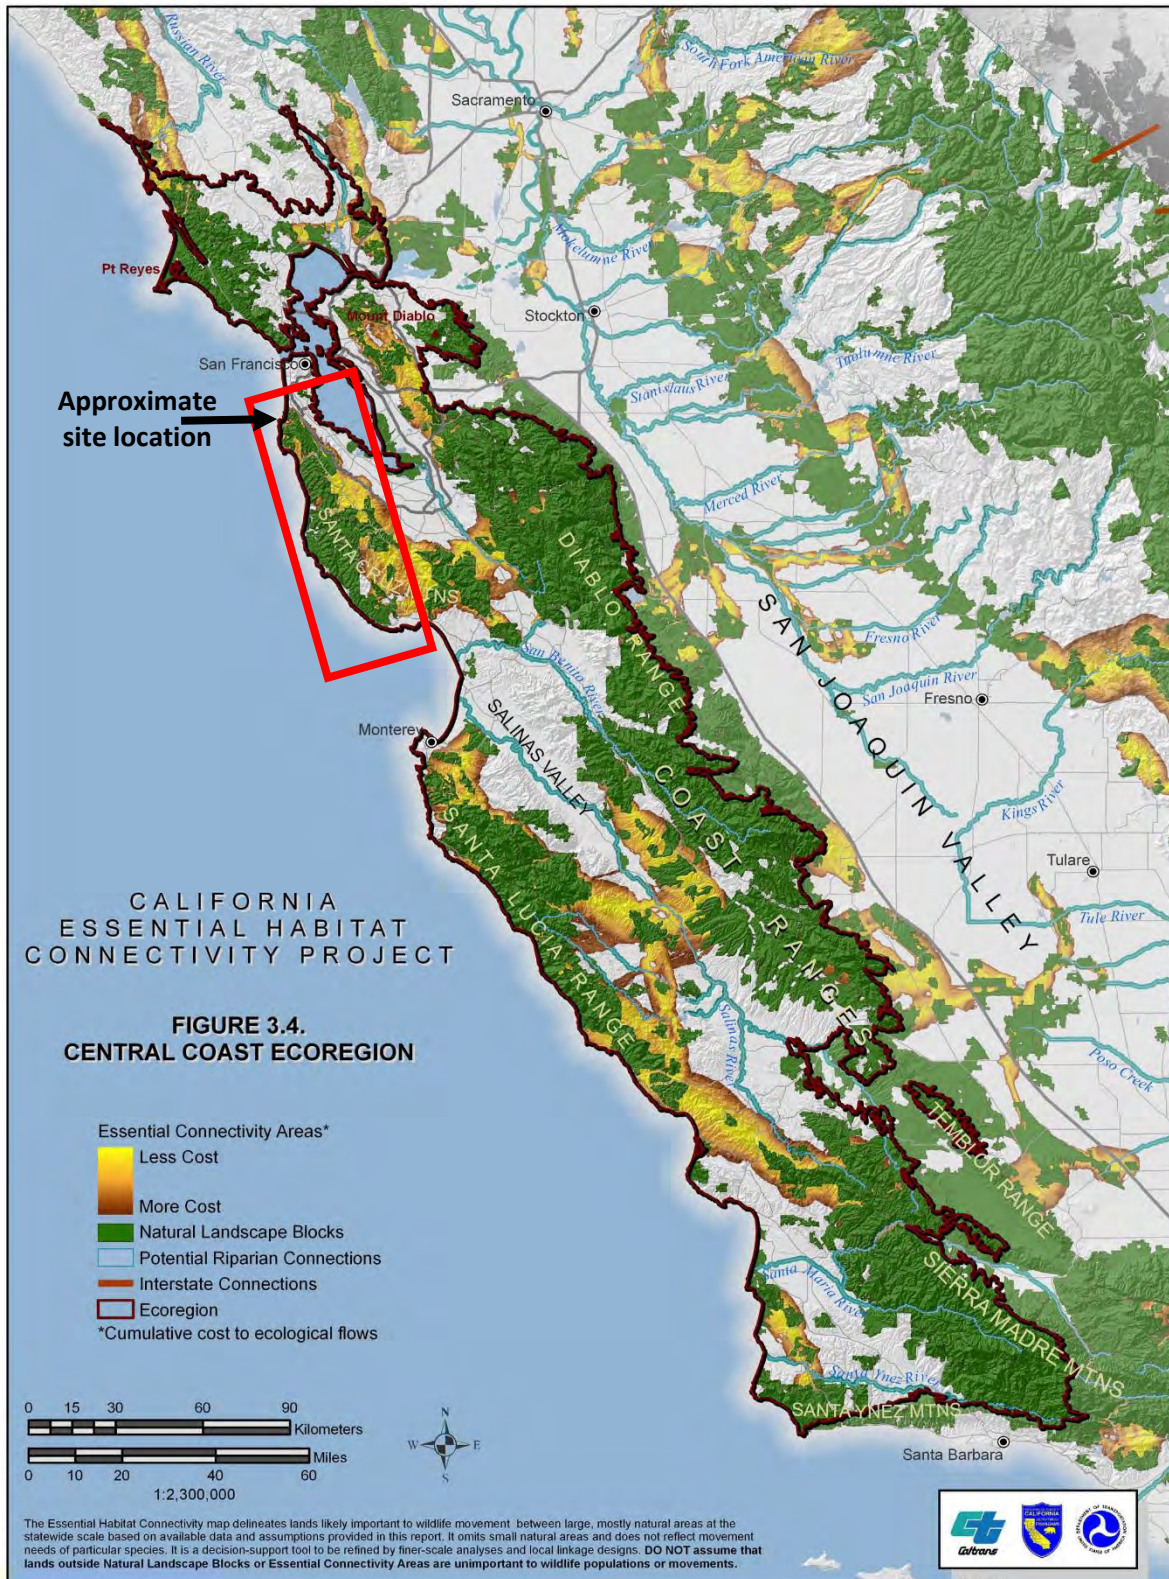 Russian River
South Fork American River
Sacramento
Mokelumne River
Pt Reyes
Mount Diablo
Stockton
San Francisco
Tuolumne River
Stanislaus River
Approximate
site location
Merced River
SANTA CRUZ MTNS
DIABLO RANGE
SAN JOAQUIN VALLEY
Fresno River
San Benito River
San Joaquin River
Fresno
Monterey
SALINAS VALLEY
COAST RANGES
Kings River
Tulare
SANTA LUCIA RANGE
Tule River
CALIFORNIA
ESSENTIAL HABITAT
CONNECTIVITY PROJECT
Salinas River
FIGURE 3.4.
CENTRAL COAST ECOREGION
Poso Creek
TEMBLOR RANGE
Essential Connectivity Areas*
Less Cost
More Cost
Natural Landscape Blocks
Potential Riparian Connections
Interstate Connections
Ecoregion
*Cumulative cost to ecological flows
Santa Maria River
SIERRA MADRE MTNS
Santa Ynez River
SANTA YNEZ MTNS
Santa Barbara
0 15 30 60 90
Kilometers
Miles
0 10 20 40 60
1:2,300,000
N
W E
S
The Essential Habitat Connectivity map delineates lands likely important to wildlife movement between large, mostly natural areas at the
statewide scale based on available data and assumptions provided in this report. It omits small natural areas and does not reflect movement
needs of particular species. It is a decision-support tool to be refined by finer-scale analyses and local linkage designs. DO NOT assume that
lands outside Natural Landscape Blocks or Essential Connectivity Areas are unimportant to wildlife populations or movements.
Caltrans
CALIFORNIA